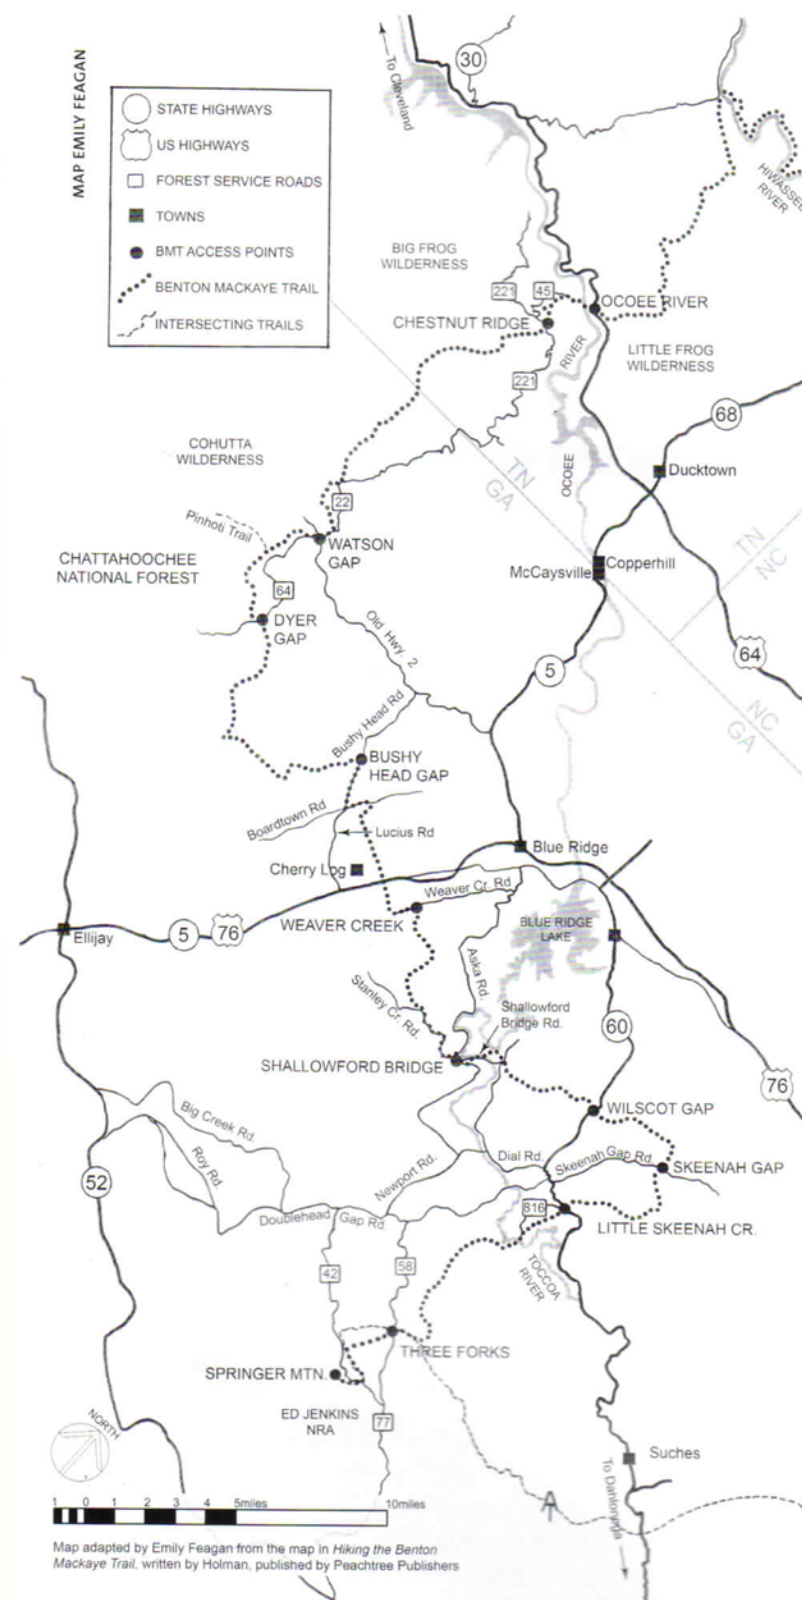 MAP EMILY FEAGAN
STATE HIGHWAYS
US HIGHWAYS
FOREST SERVICE ROADS
TOWNS
BMT ACCESS POINTS
BENTON MACKAYE TRAIL
INTERSECTING TRAILS
To Cleveland
30
HIWASSEE
RIVER
BIG FROG
WILDERNESS
221
45
OCOEE RIVER
CHESTNUT RIDGE
RIVER
LITTLE FROG
WILDERNESS
221
68
COHUTTA
WILDERNESS
TN
GA
OCOEE
Ducktown
22
Pinhoti Trail
WATSON
GAP
TN
NC
CHATTAHOOCHEE
NATIONAL FOREST
Copperhill
McCaysville
64
DYER
GAP
Old Hwy. 2
5
64
NC
GA
Bushy Head Rd
BUSHY
HEAD GAP
Boardtown Rd
Lucius Rd
Blue Ridge
Cherry Log
Weaver Cr. Rd
WEAVER CREEK
BLUE RIDGE
LAKE
Ellijay
5
76
Aska Rd.
Stanley Cr. Rd.
Shallowford
Bridge Rd.
60
SHALLOWFORD BRIDGE
76
WILSCOT GAP
Big Creek Rd.
Roy Rd.
Dial Rd.
Skeenah Gap Rd
SKEENAH GAP
52
Newport Rd.
Doublehead Gap Rd.
816
LITTLE SKEENAH CR.
42
58
TOCCOA
RIVER
THREE FORKS
SPRINGER MTN.
ED JENKINS
NRA
77
NORTH
Suches
To Dahlonega
A
1 0 1 2 3 4 5miles 10miles
Map adapted by Emily Feagan from the map in Hiking the Benton
Mackaye Trail, written by Holman, published by Peachtree Publishers